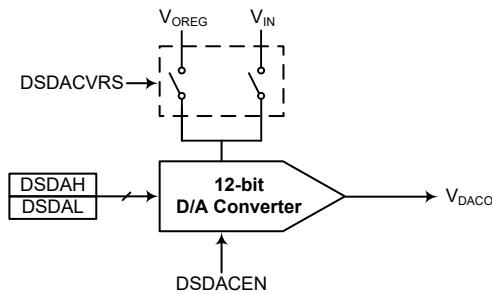 VOREG
VIN
DSDACVRS
DSDAH
DSDAL
12-bit
D/A Converter
VDACO
DSDACEN